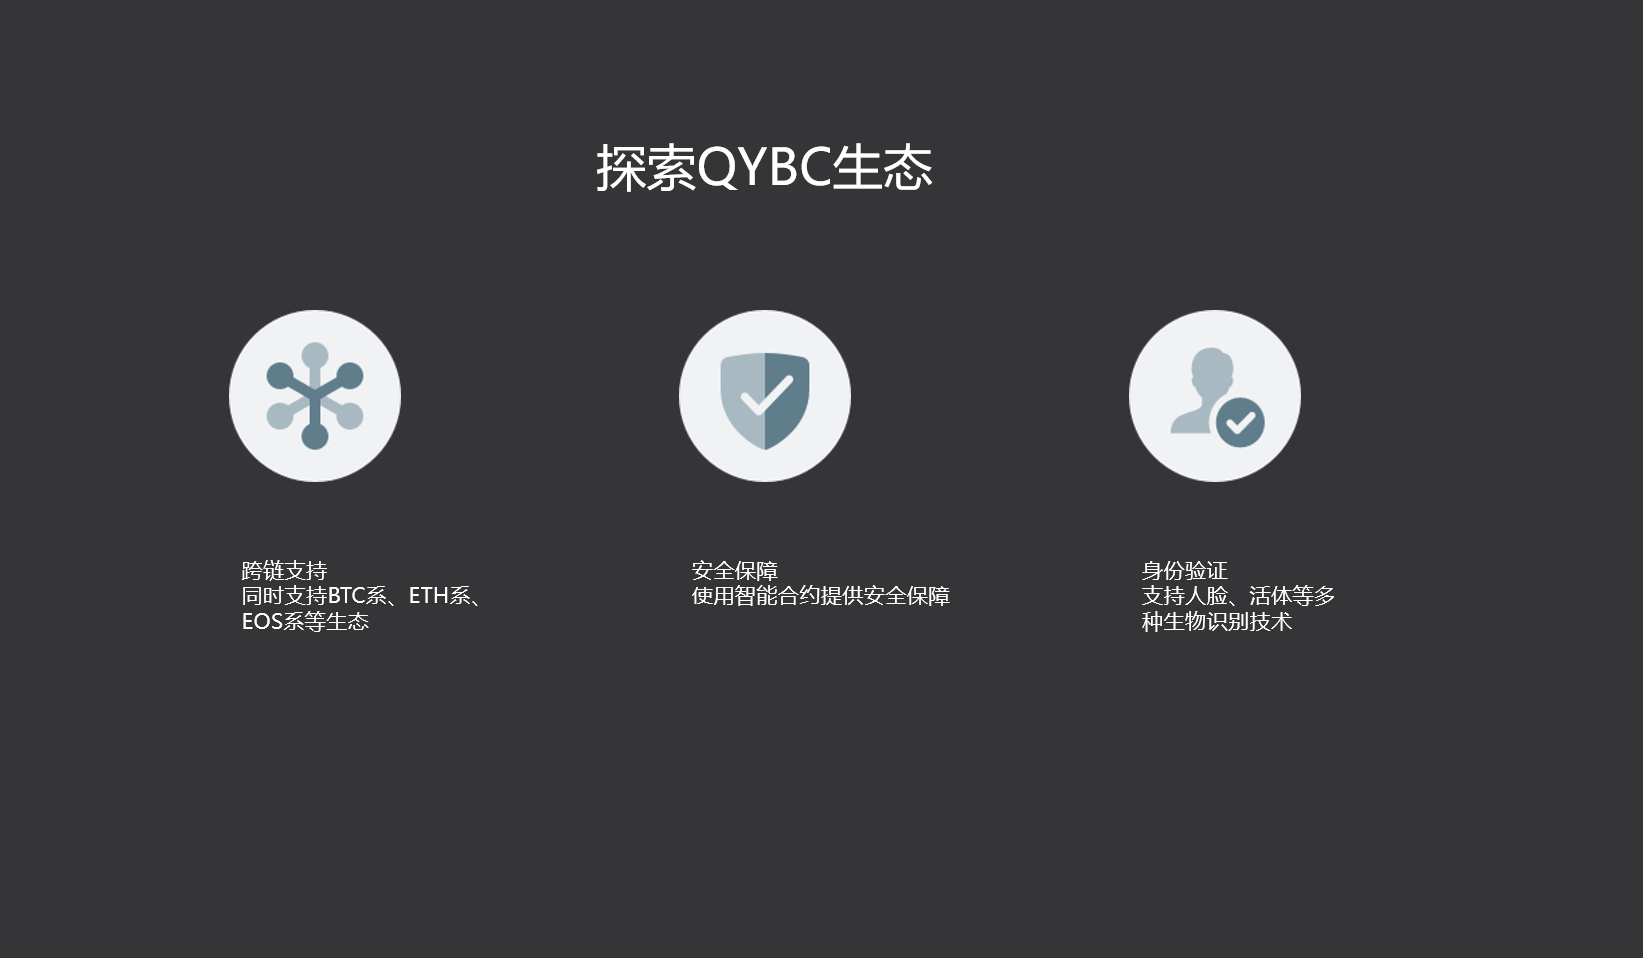 探索QYBC生态
跨链支持
同时支持BTC系、ETH系、
EOS系等生态
安全保障
使用智能合约提供安全保障
身份验证
支持人脸、活体等多
种生物识别技术